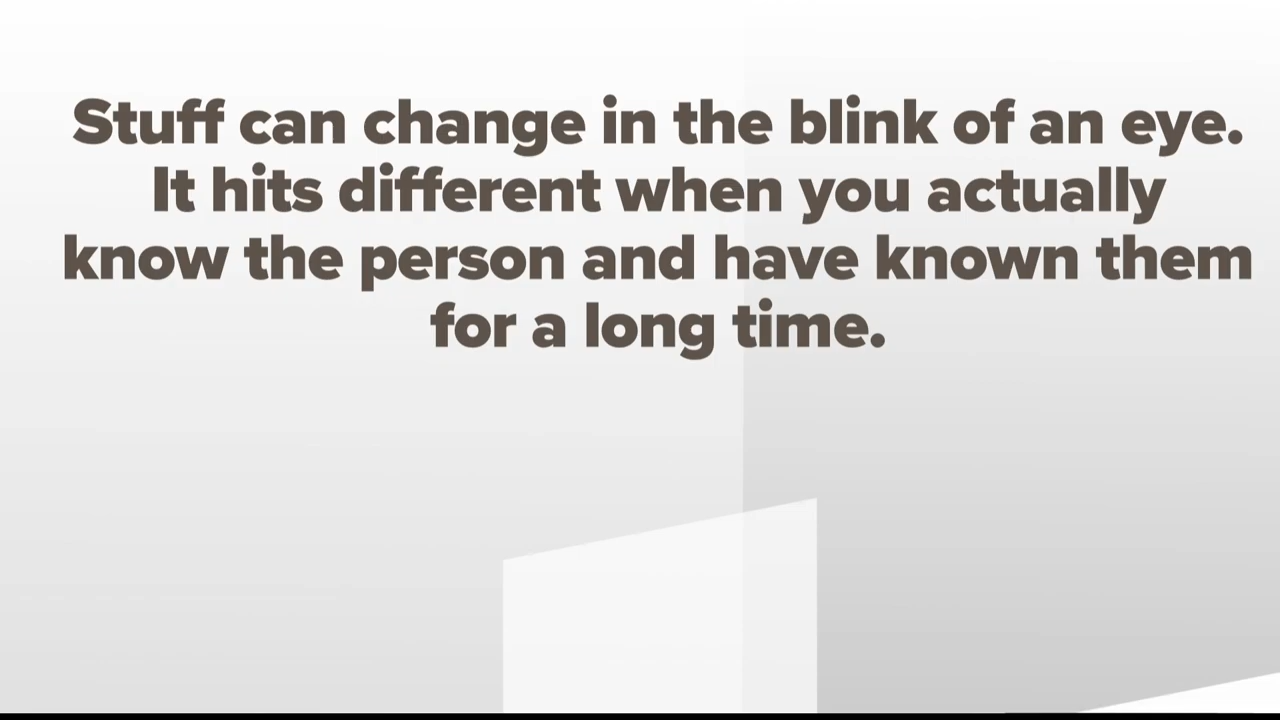 Stuff can change in the blink of an eye.
It hits different when you actually
know the person and have known them
for a long time.